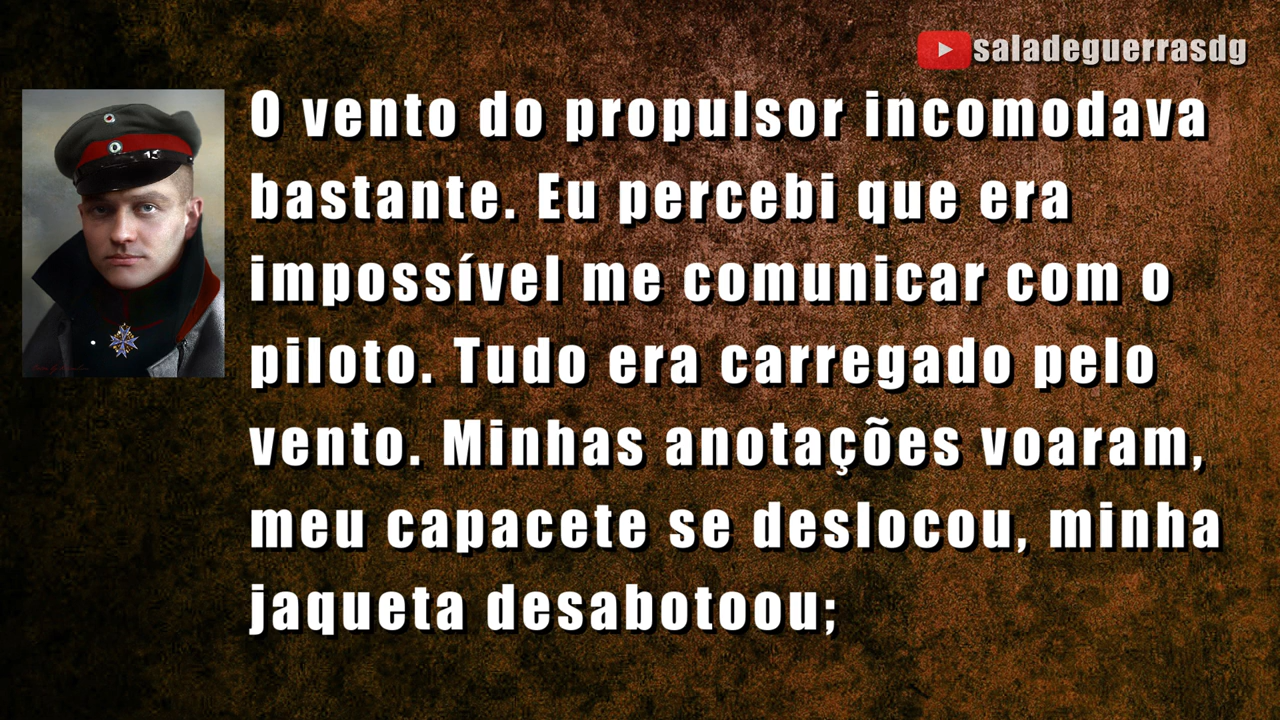 saladeguerrasdg
O vento do propulsor incomodava
bastante. Eu percebi que era
impossível me comunicar com o
piloto. Tudo era carregado pelo
vento. Minhas anotações voaram,
meu capacete se deslocou, minha
jaqueta desabotoou;